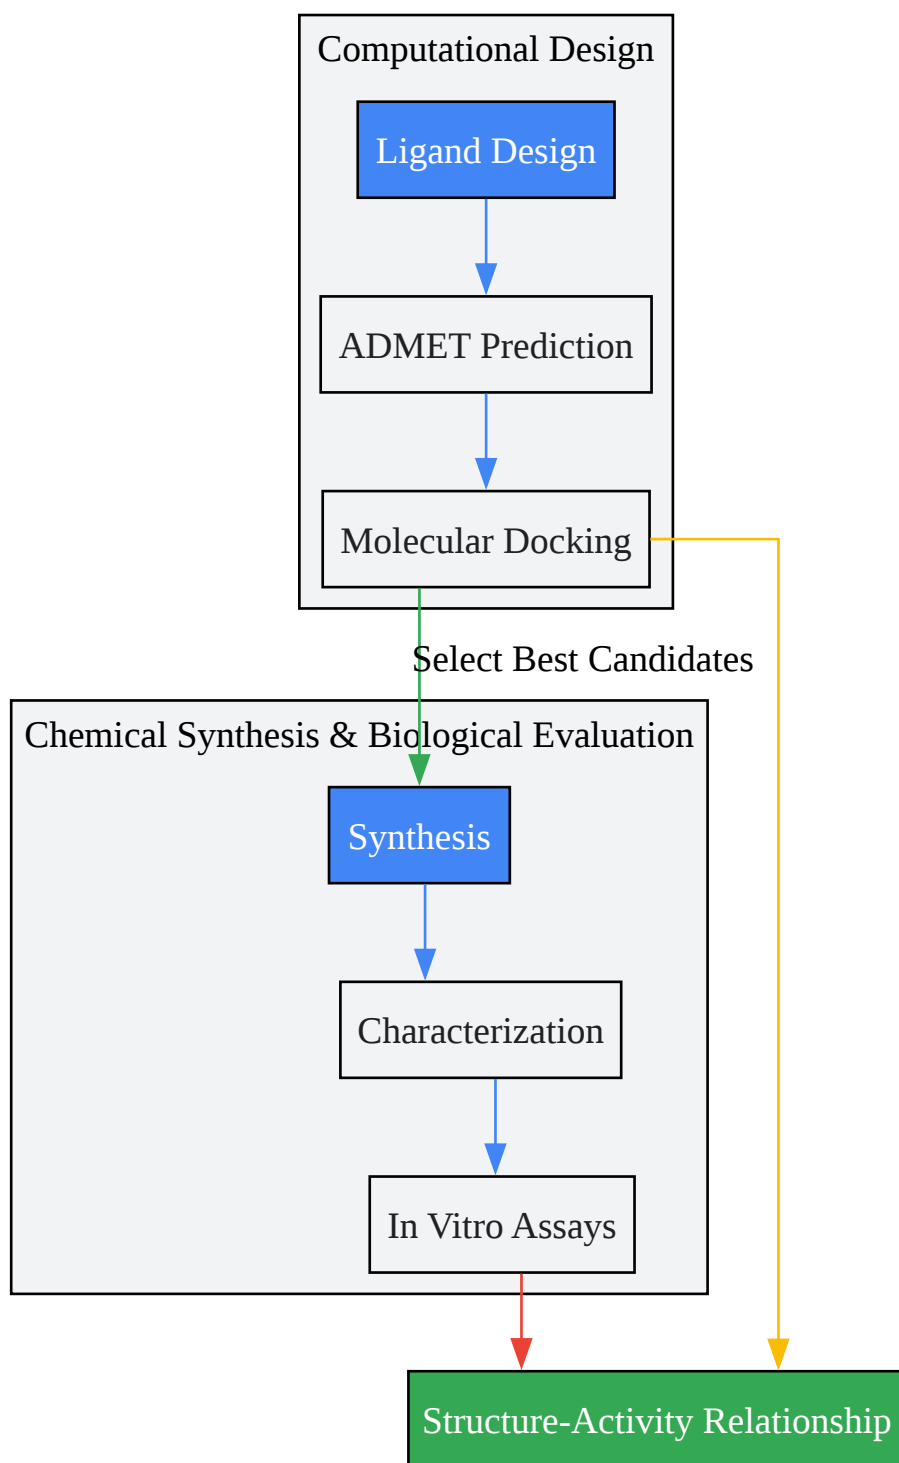 Computational Design
Ligand Design
ADMET Prediction
Molecular Docking
Select Best Candidates
Chemical Synthesis & Biological Evaluation
Synthesis
Characterization
In Vitro Assays
Structure-Activity Relationship